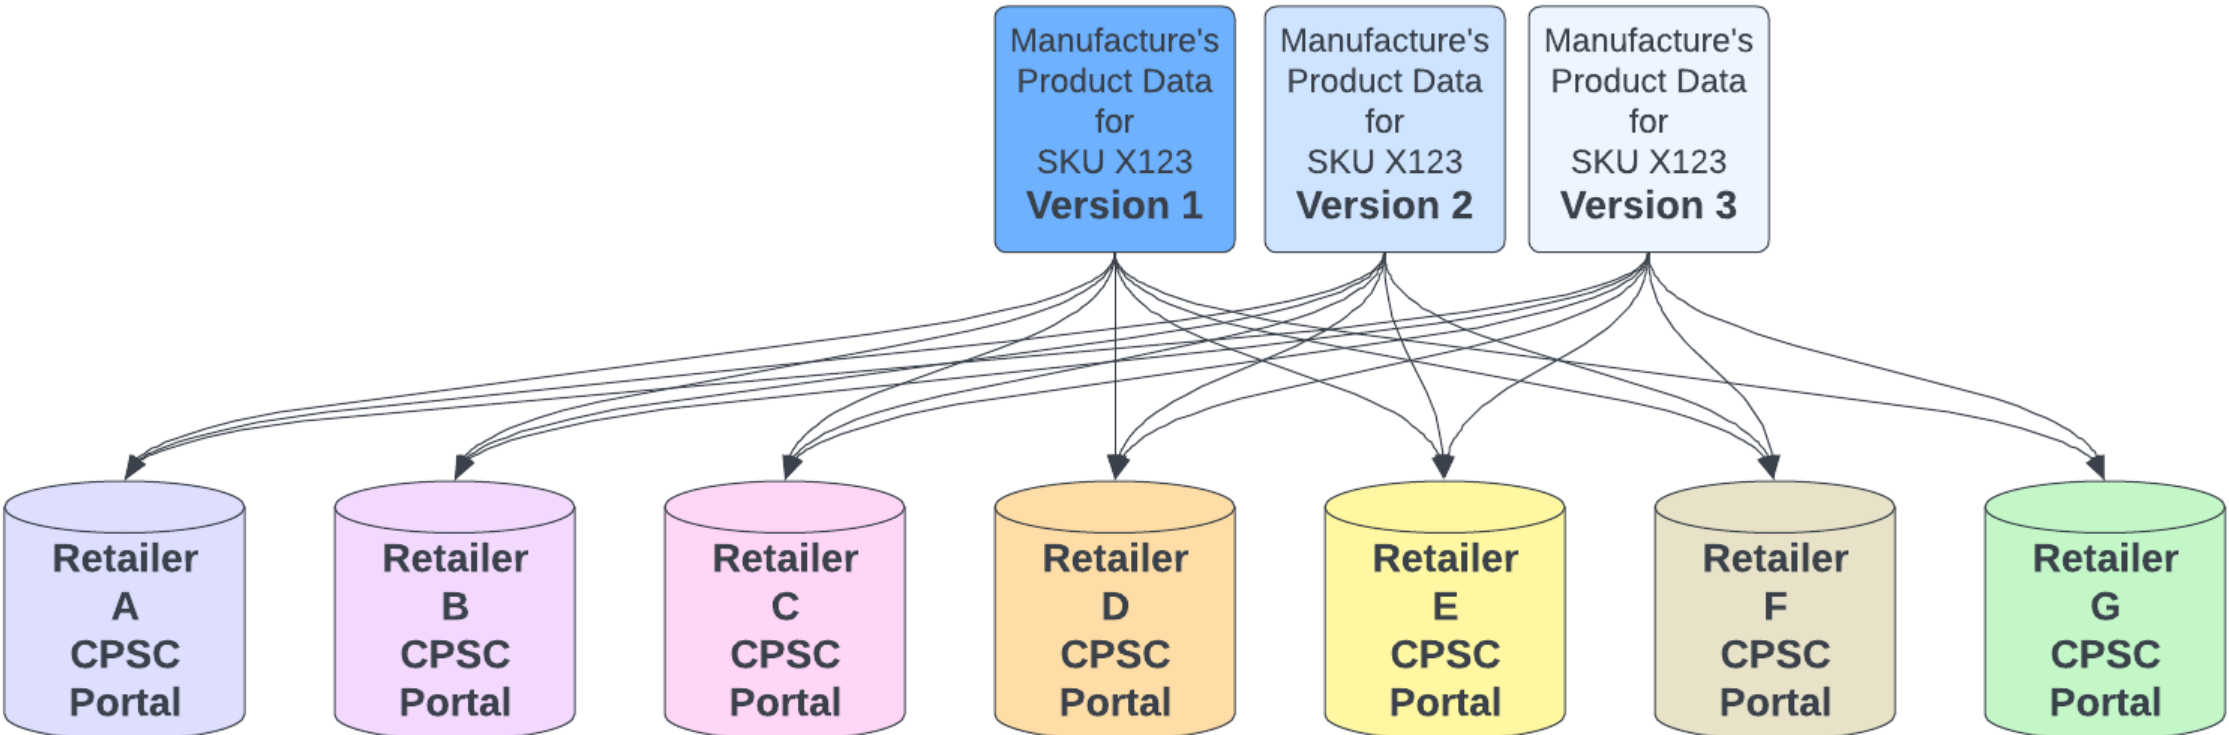 Manufacture's
Product Data
for
SKU X123
Version 1
Manufacture's
Product Data
for
SKU X123
Version 2
Manufacture's
Product Data
for
SKU X123
Version 3
Retailer
A
CPSC
Portal
Retailer
B
CPSC
Portal
Retailer
C
CPSC
Portal
Retailer
D
CPSC
Portal
Retailer
E
CPSC
Portal
Retailer
F
CPSC
Portal
Retailer
G
CPSC
Portal